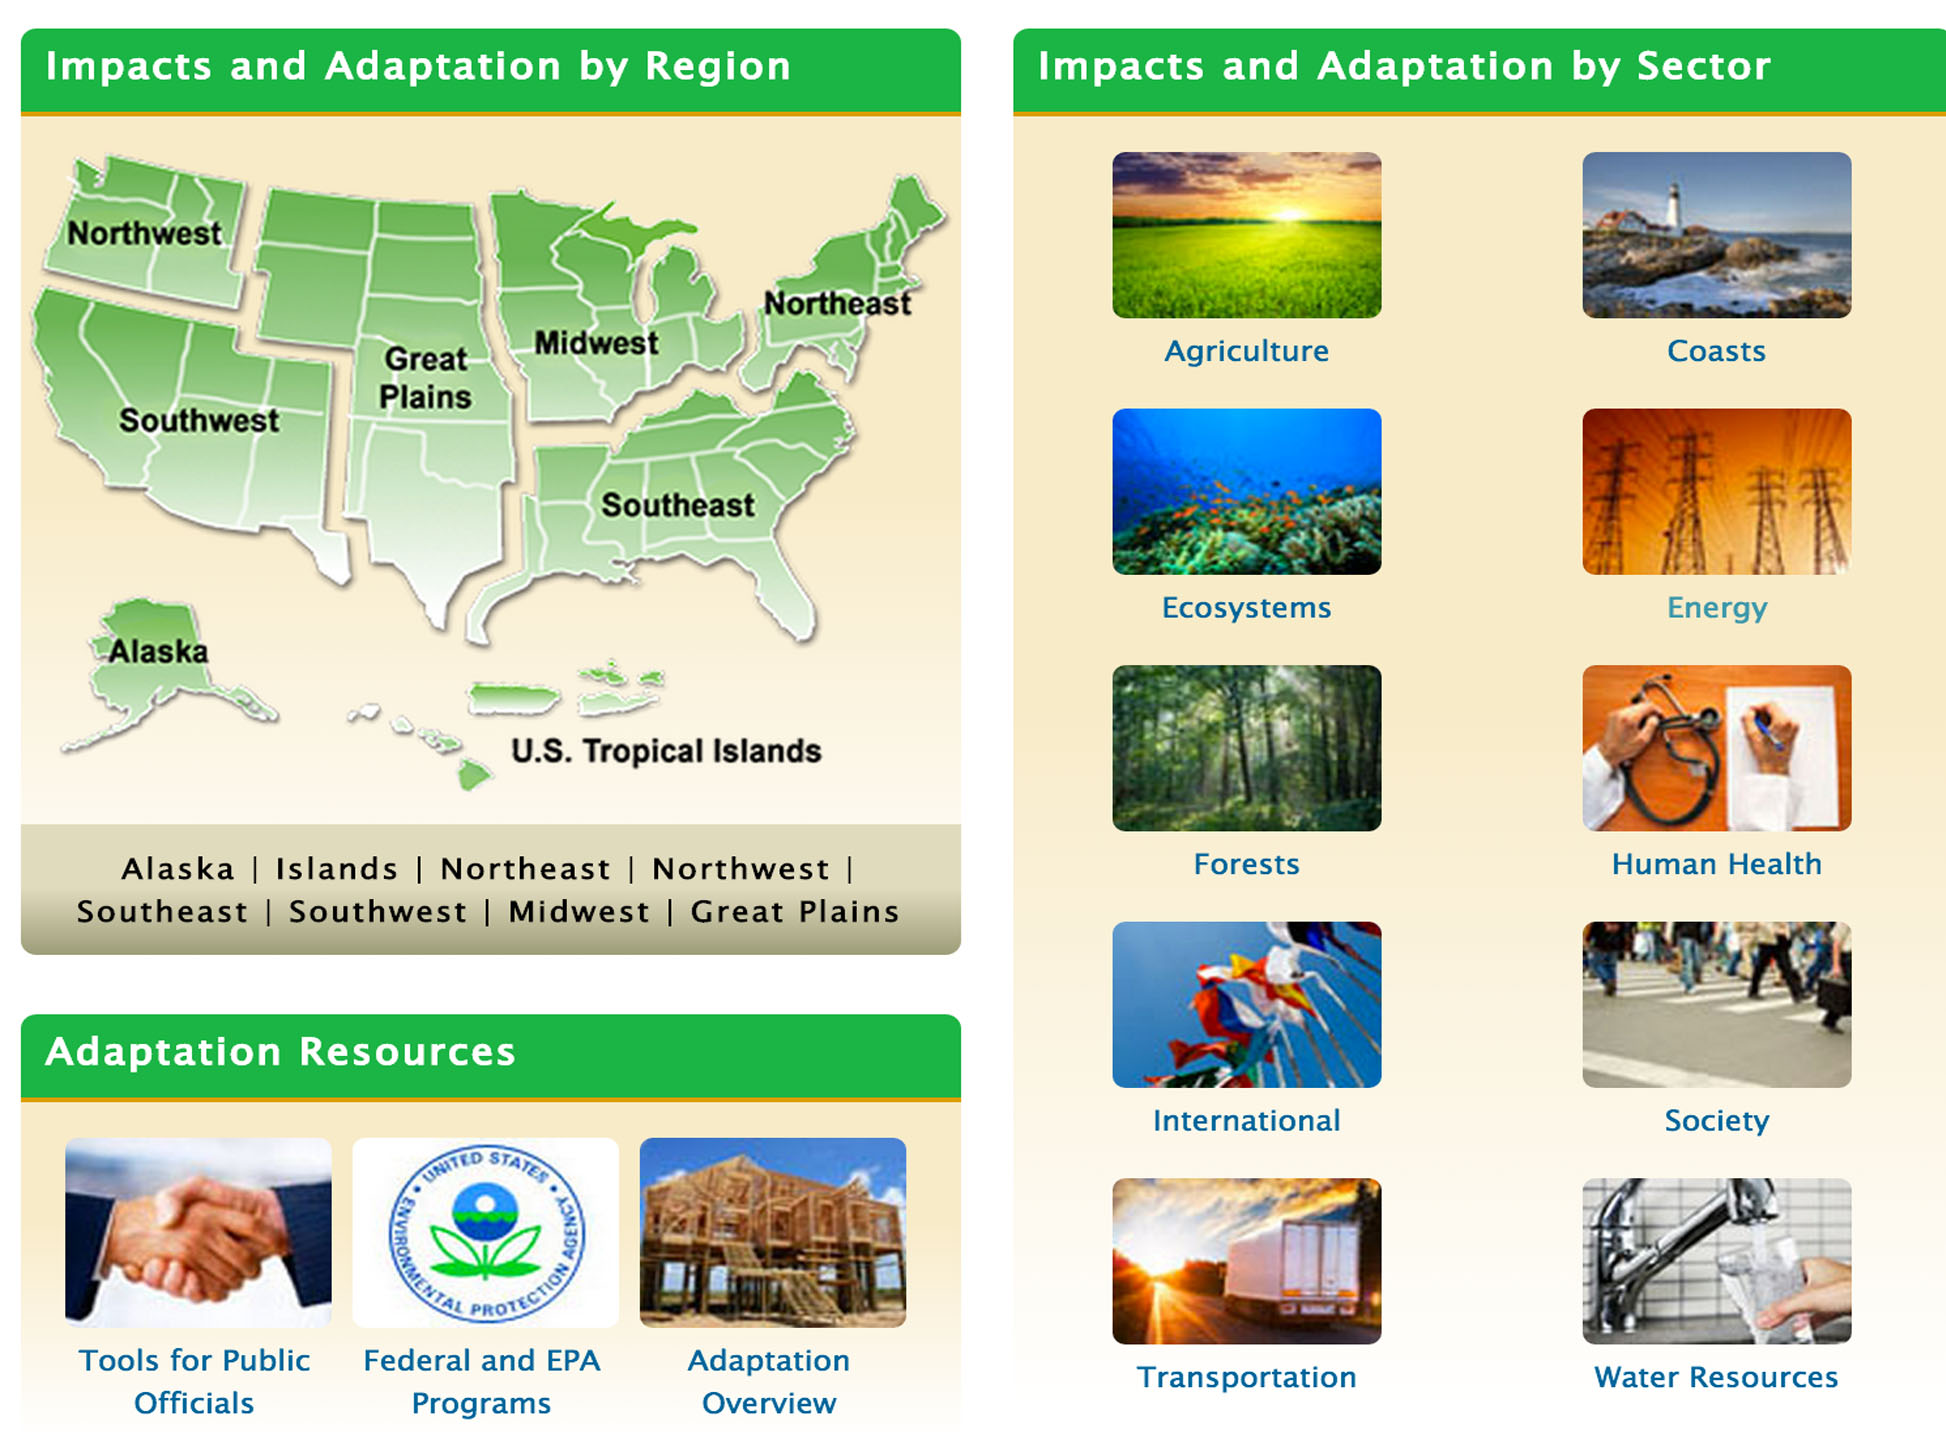 Impacts and Adaptation by Region
Northwest
Northeast
Midwest
Great
Plains
Southwest
Southeast
Alaska
U.S. Tropical Islands
Alaska | Islands | Northeast | Northwest |
Southeast | Southwest | Midwest | Great Plains
Adaptation Resources
UNITED STATES
ENVIRONMENTAL PROTECTION AGENCY
Tools for Public
Officials
Federal and EPA
Programs
Adaptation
Overview
Impacts and Adaptation by Sector
Agriculture
Coasts
Ecosystems
Energy
Forests
Human Health
International
Society
Transportation
Water Resources